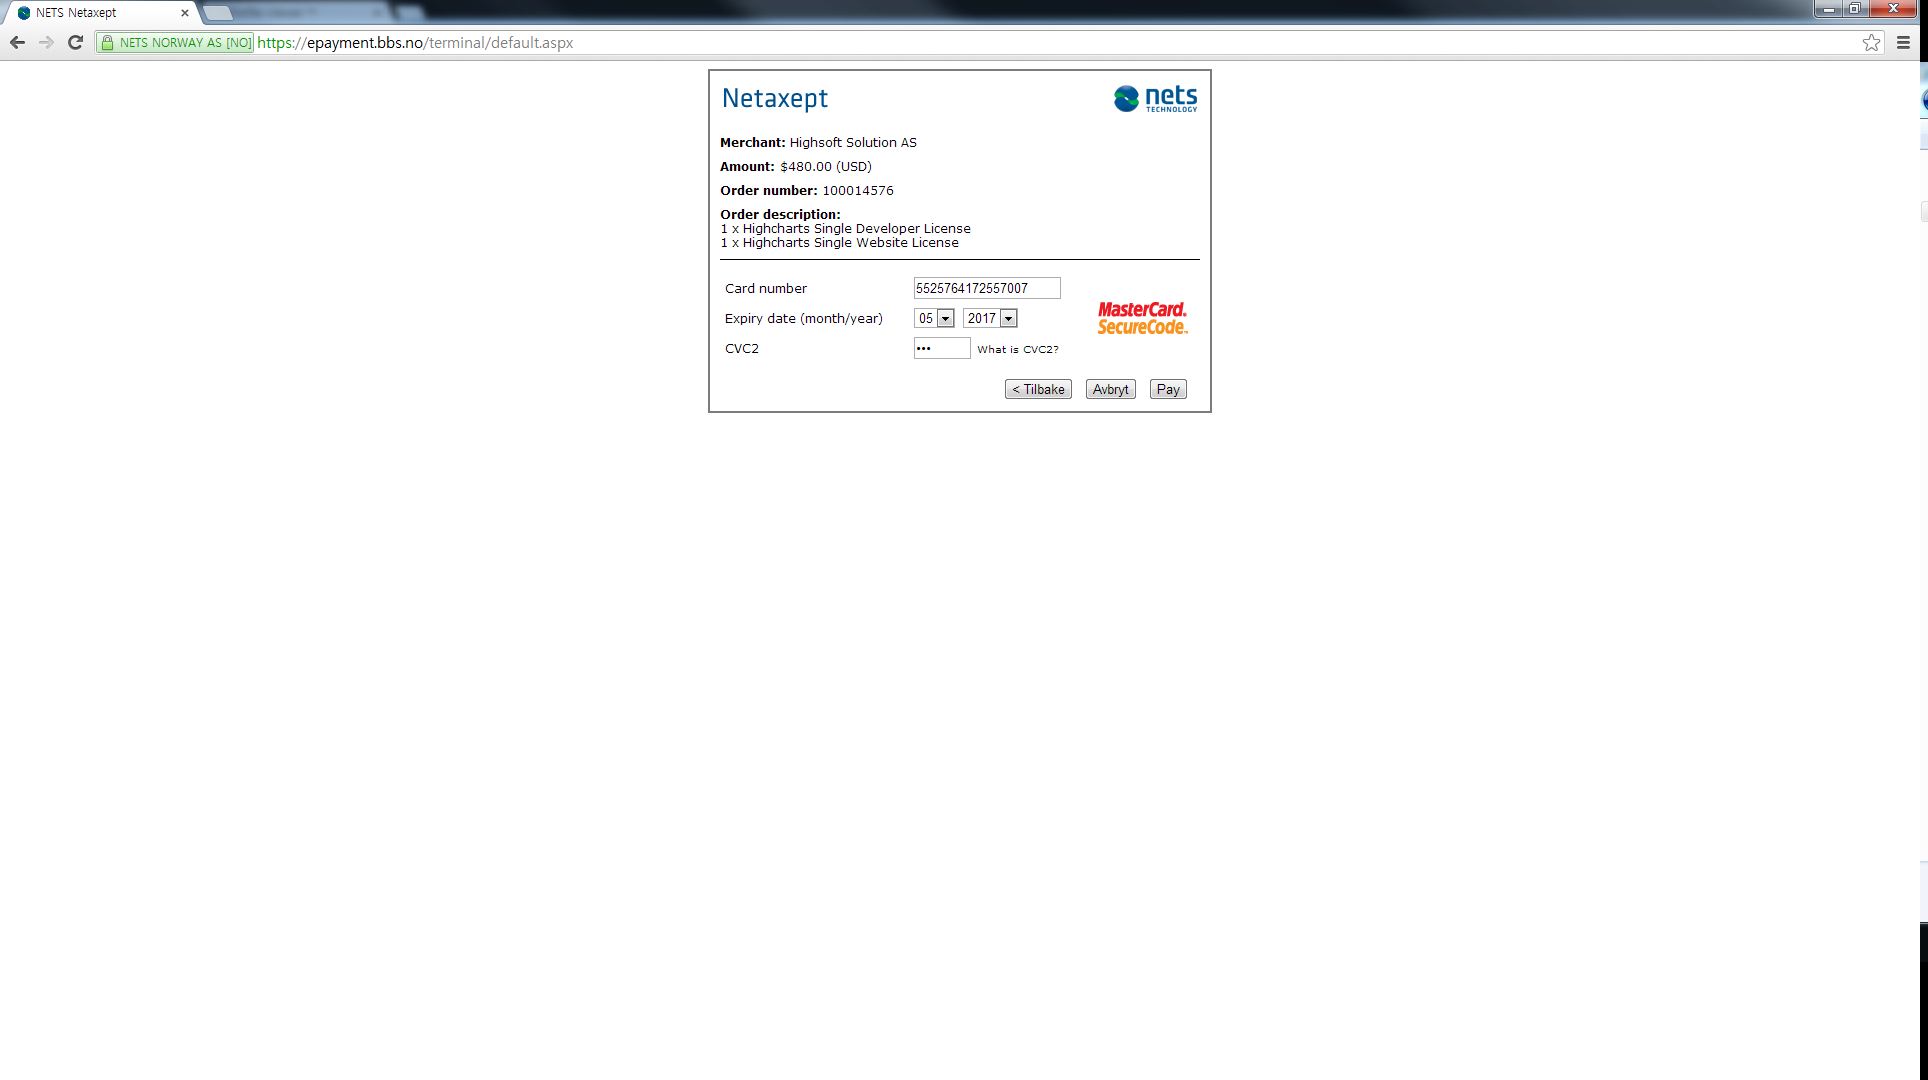 NETS Netaxept
NETS NORWAY AS [NO] https://epayment.bbs.no/terminal/default.aspx
Netaxept
nets
TECHNOLOGY
Merchant: Highsoft Solution AS
Amount: $480.00 (USD)
Order number: 100014576
Order description:
1 x Highcharts Single Developer License
1 x Highcharts Single Website License
Card number 5525764172557007
Expiry date (month/year) 05 2017
MasterCard.
SecureCode.
CVC2 ••• What is CVC2?
< Tilbake Avbryt Pay